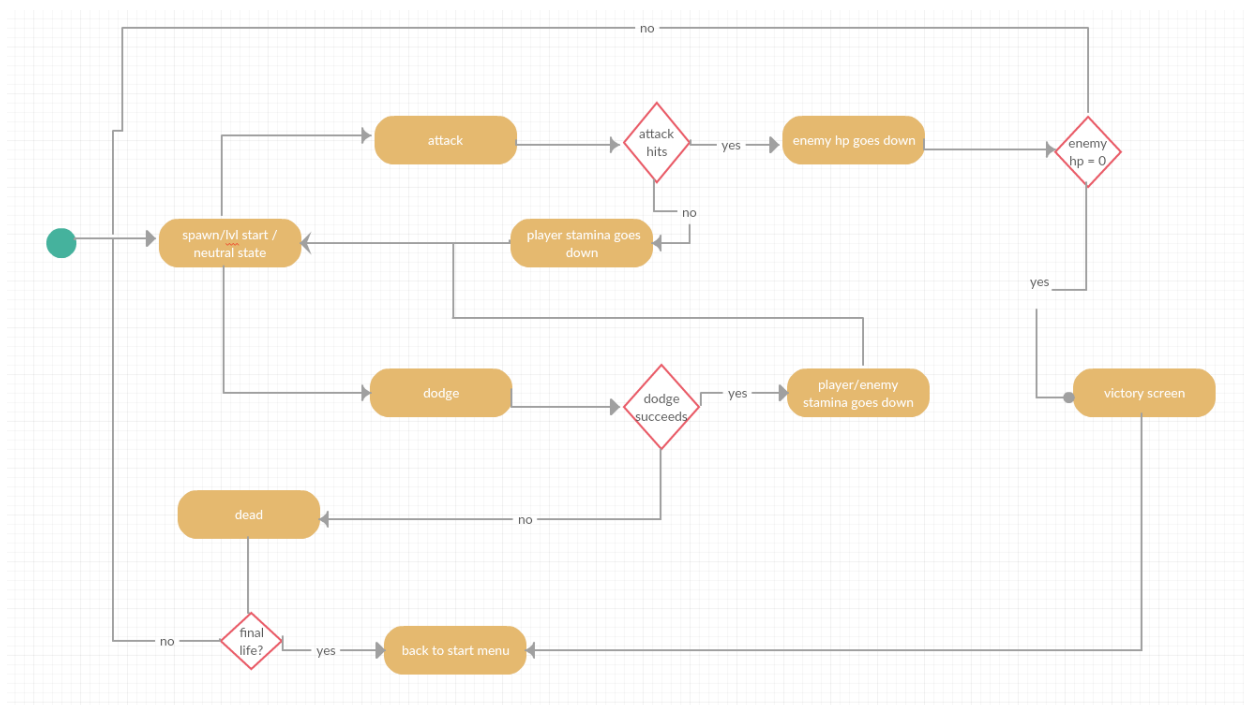 no
attack
attack
hits
yes
enemy hp goes down
enemy
hp = 0
no
spawn/lvl start /
neutral state
player stamina goes
down
yes
dodge
dodge
succeeds
yes
player/enemy
stamina goes down
victory screen
dead
no
no
final
life?
yes
back to start menu